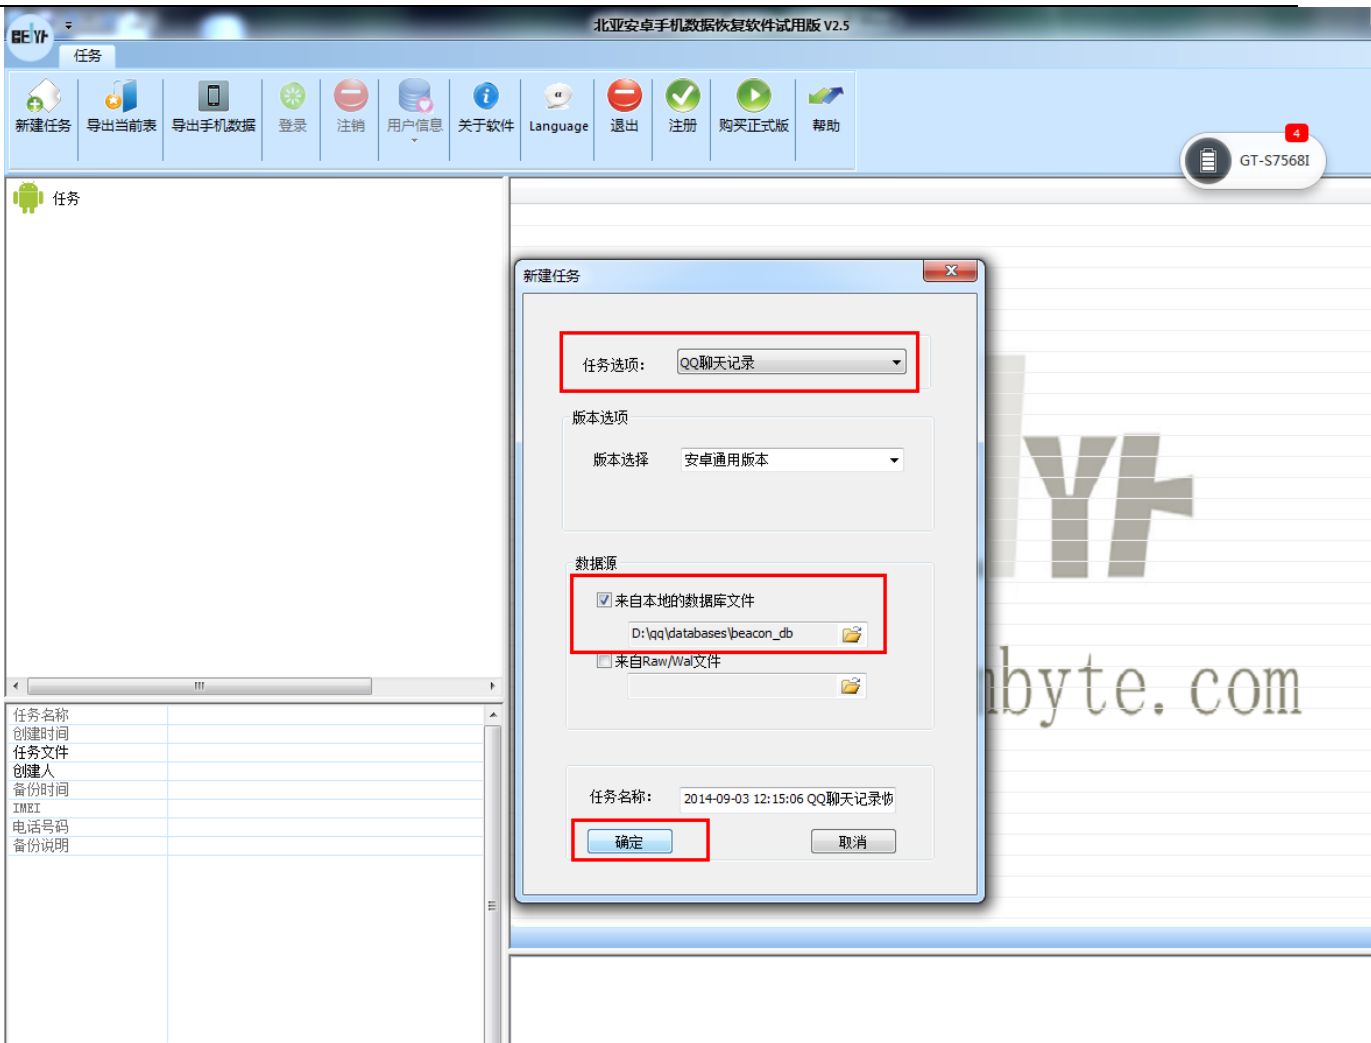 北亚安卓手机数据恢复软件试用版 V2.5
任务
新建任务 导出当前表 导出手机数据 登录 注销 用户信息 关于软件 Language 退出 注册 购买正式版 帮助
4
GT-S7568I
任务
新建任务
任务选项: QQ聊天记录
版本选项
版本选择 安卓通用版本
数据源
来自本地的数据库文件
D:\qq\databases\beacon_db
来自Raw/Wal文件
nbyte.com
任务名称: 2014-09-03 12:15:06 QQ聊天记录恢
确定 取消
任务名称
创建时间
任务文件
创建人
备份时间
IMEI
电话号码
备份说明